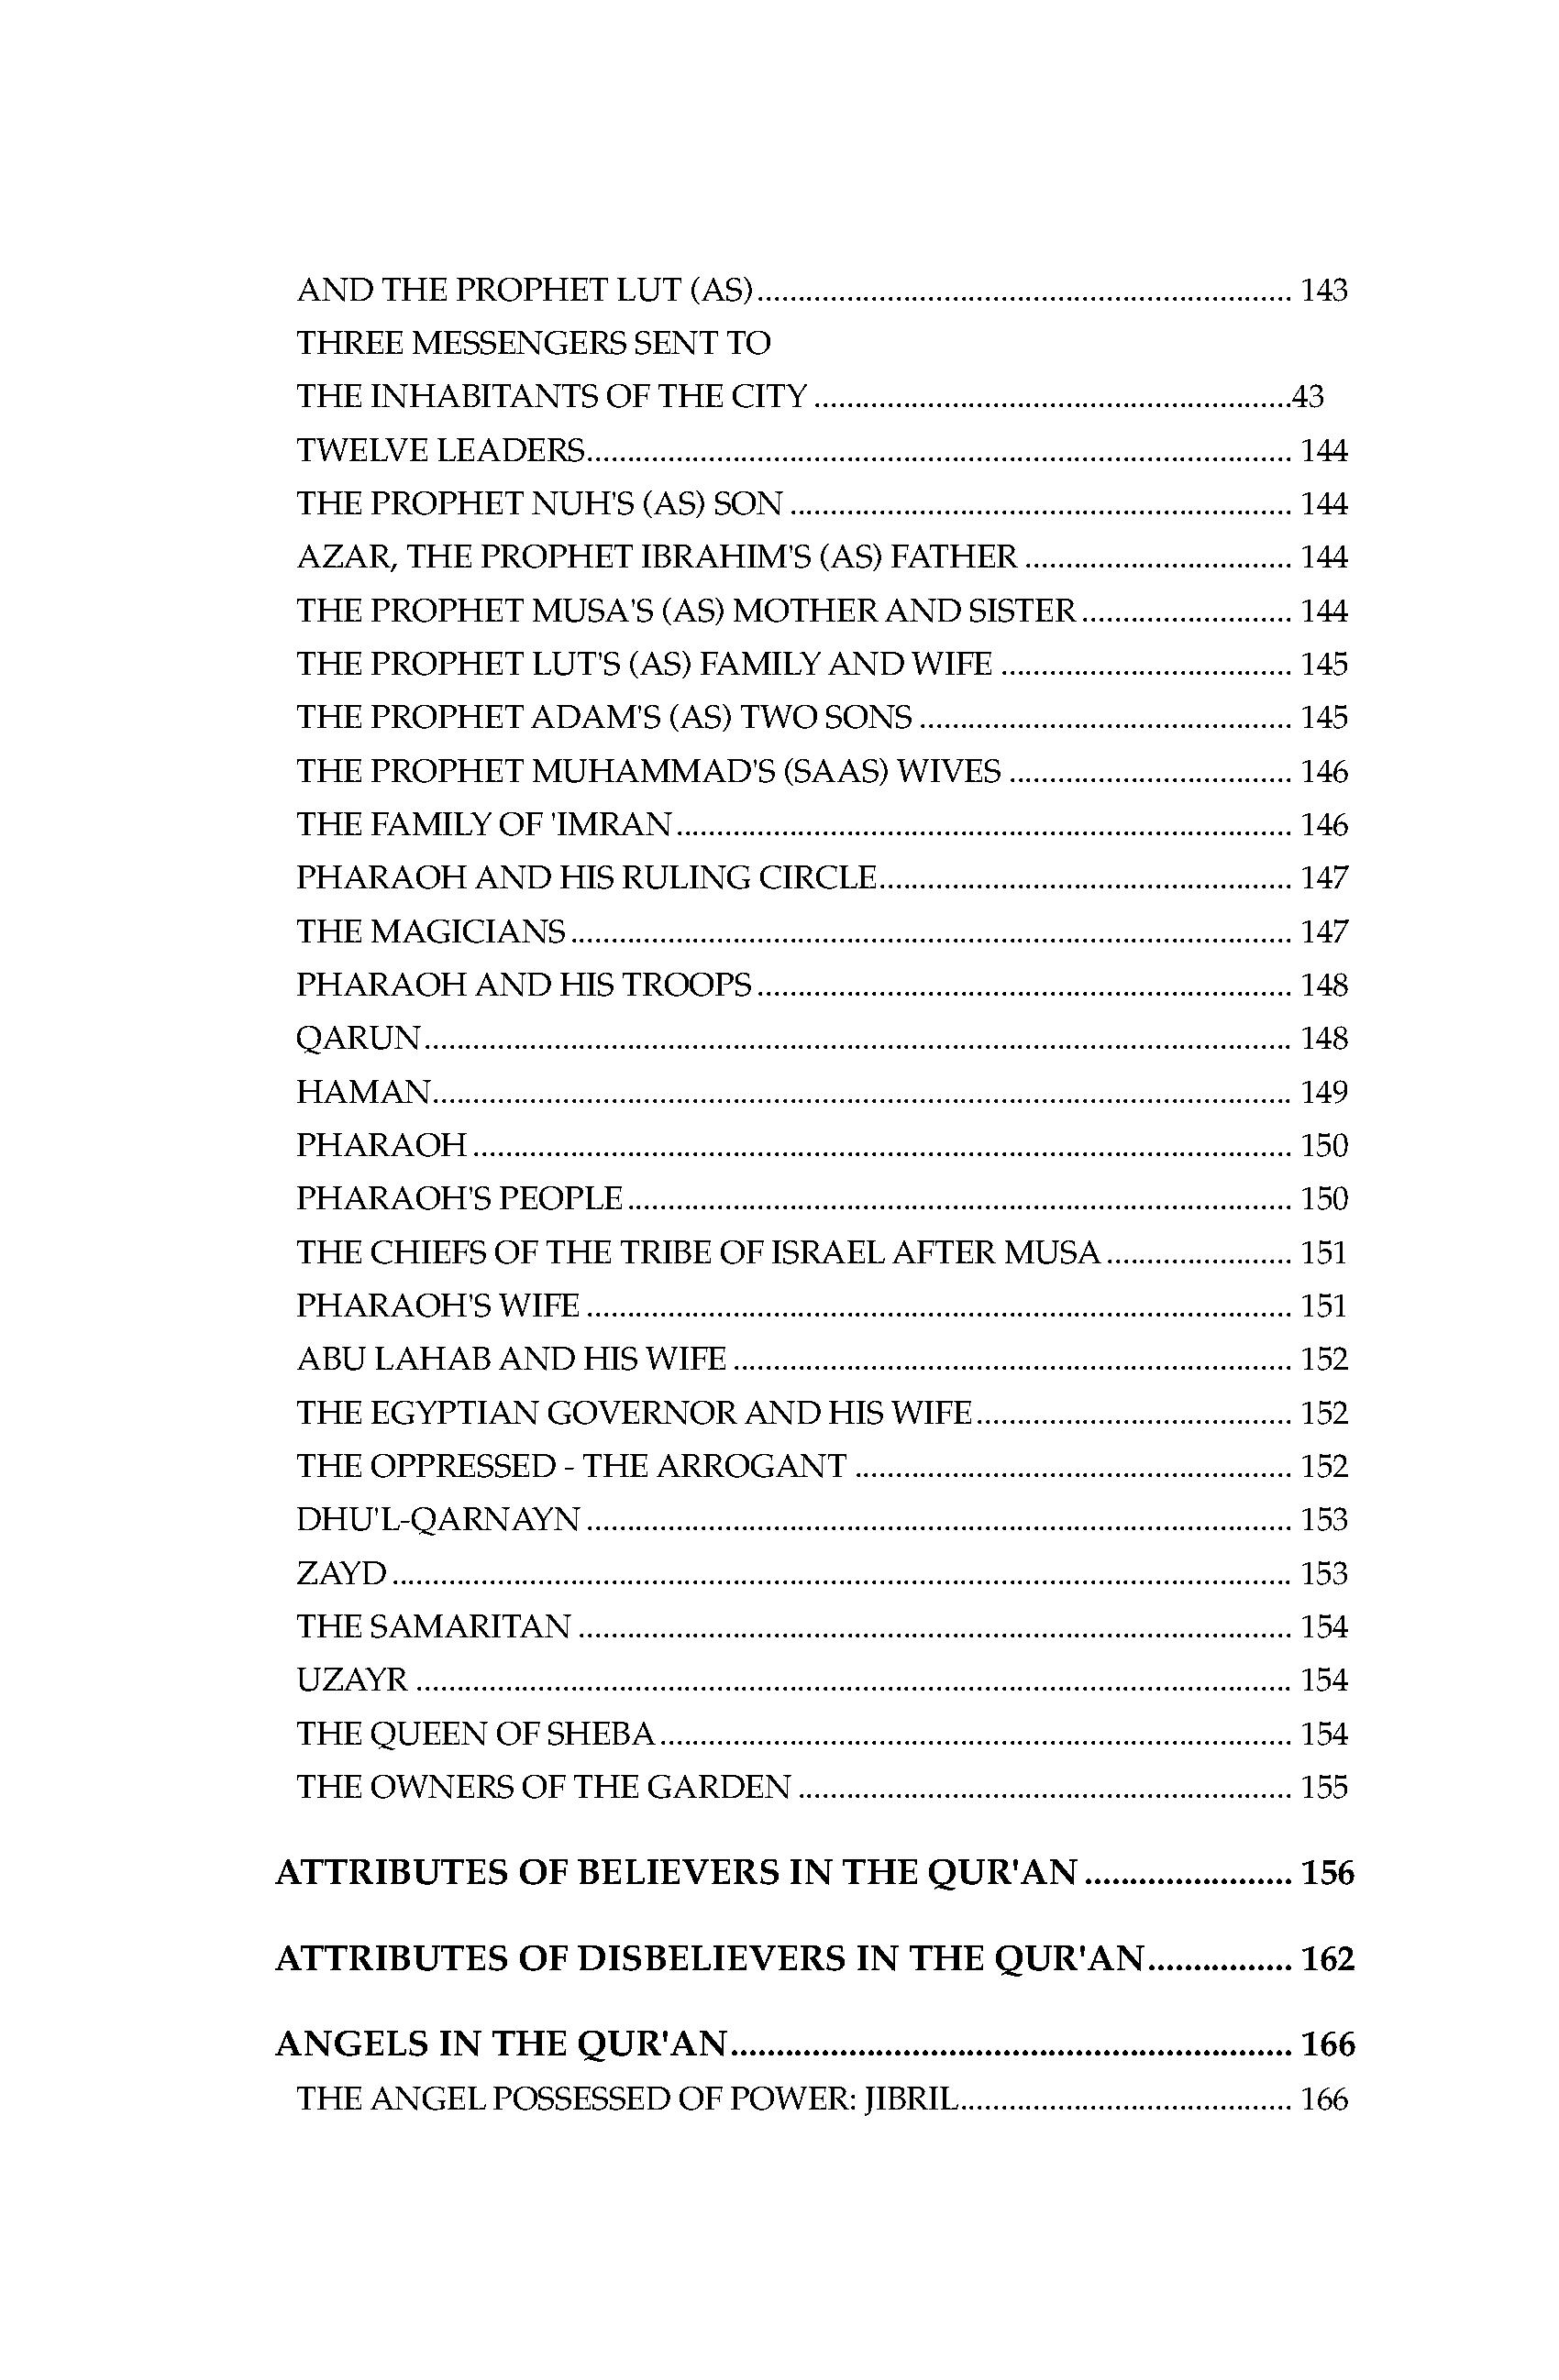 AND THE PROPHET LUT (AS).................................................................. 143
THREE MESSENGERS SENT TO
THE INHABITANTS OF THE CITY ...........................................................43
TWELVE LEADERS....................................................................................... 144
THE PROPHET NUH'S (AS) SON .............................................................. 144
AZAR, THE PROPHET IBRAHIM'S (AS) FATHER ................................. 144
THE PROPHET MUSA'S (AS) MOTHER AND SISTER.......................... 144
THE PROPHET LUT'S (AS) FAMILY AND WIFE .................................... 145
THE PROPHET ADAM'S (AS) TWO SONS .............................................. 145
THE PROPHET MUHAMMAD'S (SAAS) WIVES ................................... 146
THE FAMILY OF 'IMRAN............................................................................ 146
PHARAOH AND HIS RULING CIRCLE................................................... 147
THE MAGICIANS......................................................................................... 147
PHARAOH AND HIS TROOPS.................................................................. 148
QARUN........................................................................................................... 148
HAMAN.......................................................................................................... 149
PHARAOH..................................................................................................... 150
PHARAOH'S PEOPLE.................................................................................. 150
THE CHIEFS OF THE TRIBE OF ISRAEL AFTER MUSA....................... 151
PHARAOH'S WIFE ....................................................................................... 151
ABU LAHAB AND HIS WIFE ..................................................................... 152
THE EGYPTIAN GOVERNOR AND HIS WIFE....................................... 152
THE OPPRESSED - THE ARROGANT ...................................................... 152
DHU'L-QARNAYN ....................................................................................... 153
ZAYD............................................................................................................... 153
THE SAMARITAN ........................................................................................ 154
UZAYR ............................................................................................................ 154
THE QUEEN OF SHEBA.............................................................................. 154
THE OWNERS OF THE GARDEN ............................................................. 155
ATTRIBUTES OF BELIEVERS IN THE QUR'AN....................... 156
ATTRIBUTES OF DISBELIEVERS IN THE QUR'AN................ 162
ANGELS IN THE QUR'AN.............................................................. 166
THE ANGEL POSSESSED OF POWER: JIBRIL......................................... 166